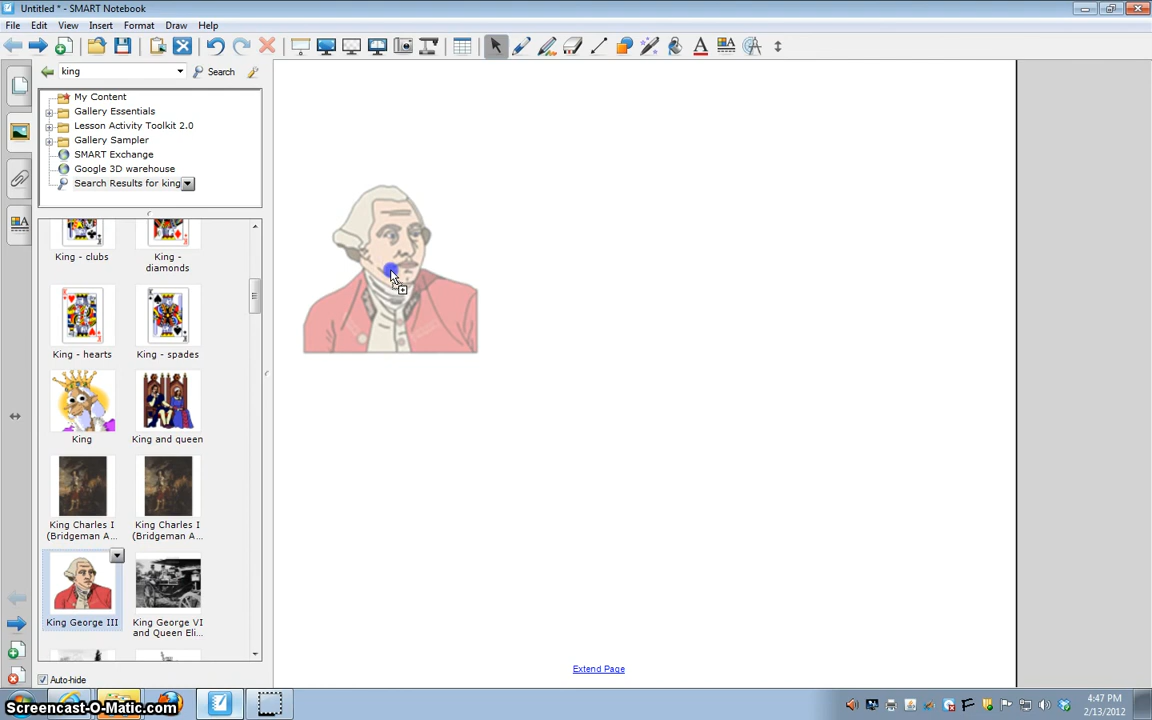 Untitled * - SMART Notebook
File Edit View Insert Format Draw Help
king
Search
My Content
Gallery Essentials
Lesson Activity Toolkit 2.0
Gallery Sampler
SMART Exchange
Google 3D warehouse
Search Results for king
King - clubs
King - diamonds
King - hearts
King - spades
King
King and queen
King Charles I (Bridgeman A...
King Charles I (Bridgeman A...
King George III
King George VI and Queen Eli...
Extend Page
Auto-hide
Screencast-O-Matic.com
4:47 PM
2/13/2012